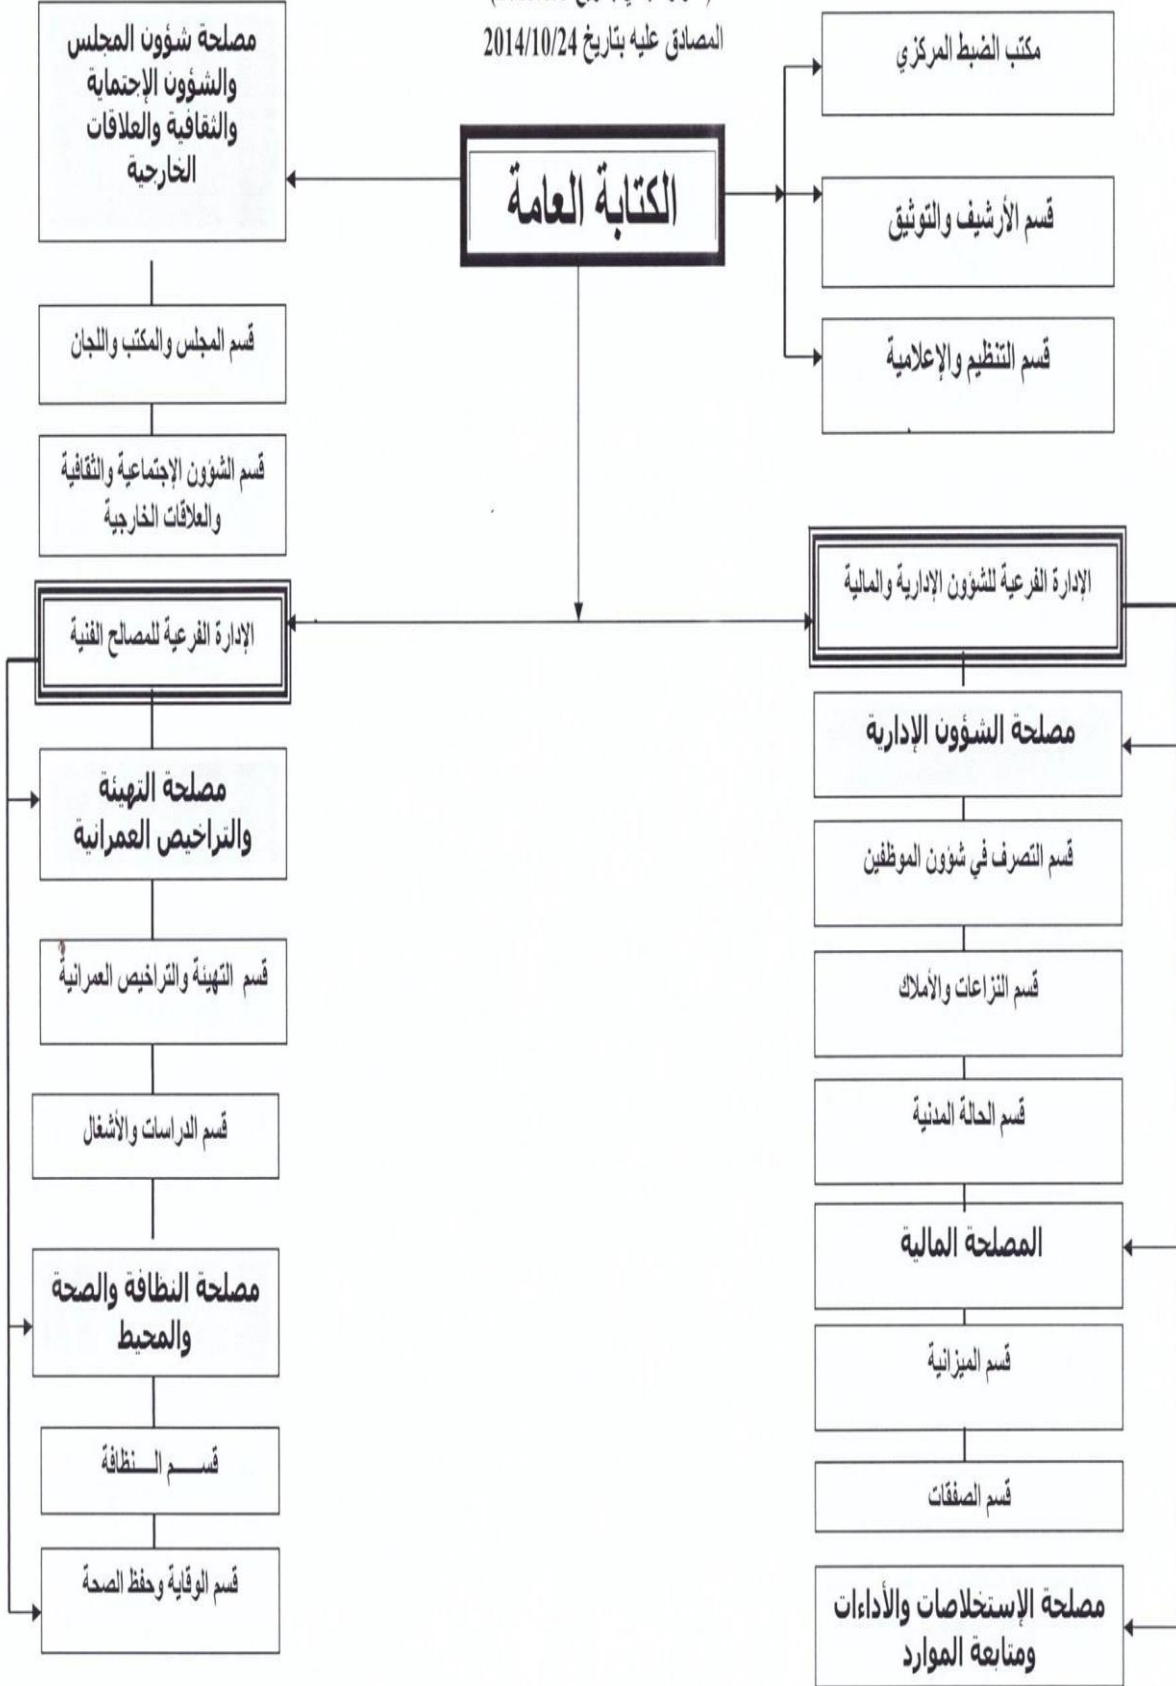 المصادق عليه بتاريخ 2014/10/24
الكتابة العامة
مكتب الضبط المركزي
قسم الأرشيف والتوثيق
قسم التنظيم والإعلامية
مصلحة شؤون المجلس
والشؤون الإجتماية
والثقافية والعلاقات
الخارجية
قسم المجلس والمكتب واللجان
قسم الشؤون الإجتماعية والثقافية
والعلاقات الخارجية
الإدارة الفرعية للشؤون الإدارية والمالية
مصلحة الشؤون الإدارية
قسم التصرف في شؤون الموظفين
قسم النزاعات والأملاك
قسم الحالة المدنية
المصلحة المالية
قسم الميزانية
قسم الصفقات
مصلحة الإستخلاصات والأداءات
ومتابعة الموارد
الإدارة الفرعية للمصالح الفنية
مصلحة التهيئة
والتراخيص العمرانية
قسم التهيئة والتراخيص العمرانية
قسم الدراسات والأشغال
مصلحة النظافة والصحة
والمحيط
قســـم الـــنظافة
قسم الوقاية وحفظ الصحة